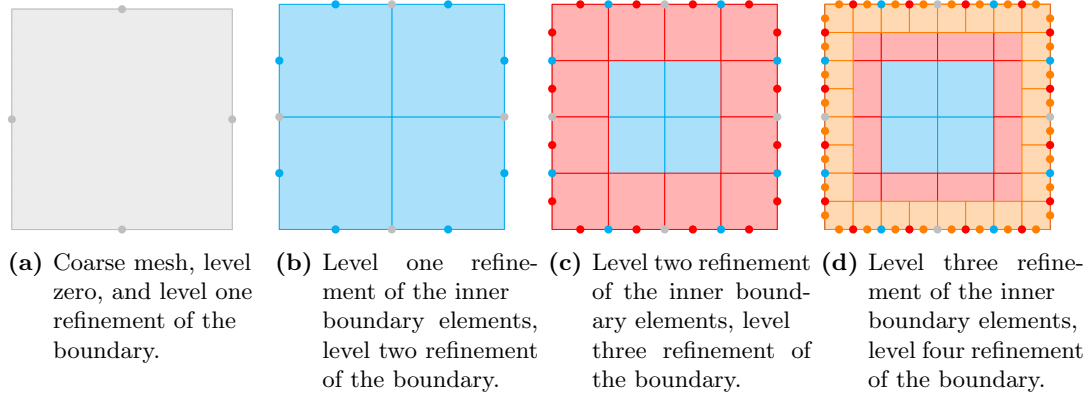 (a) Coarse mesh, level
zero, and level one
refinement of the
boundary.
(b) Level one refine-
ment of the inner
boundary elements,
level two refinement
of the boundary.
(c) Level two refinement
of the inner bound-
ary elements, level
three refinement of
the boundary.
(d) Level three refine-
ment of the inner
boundary elements,
level four refinement
of the boundary.